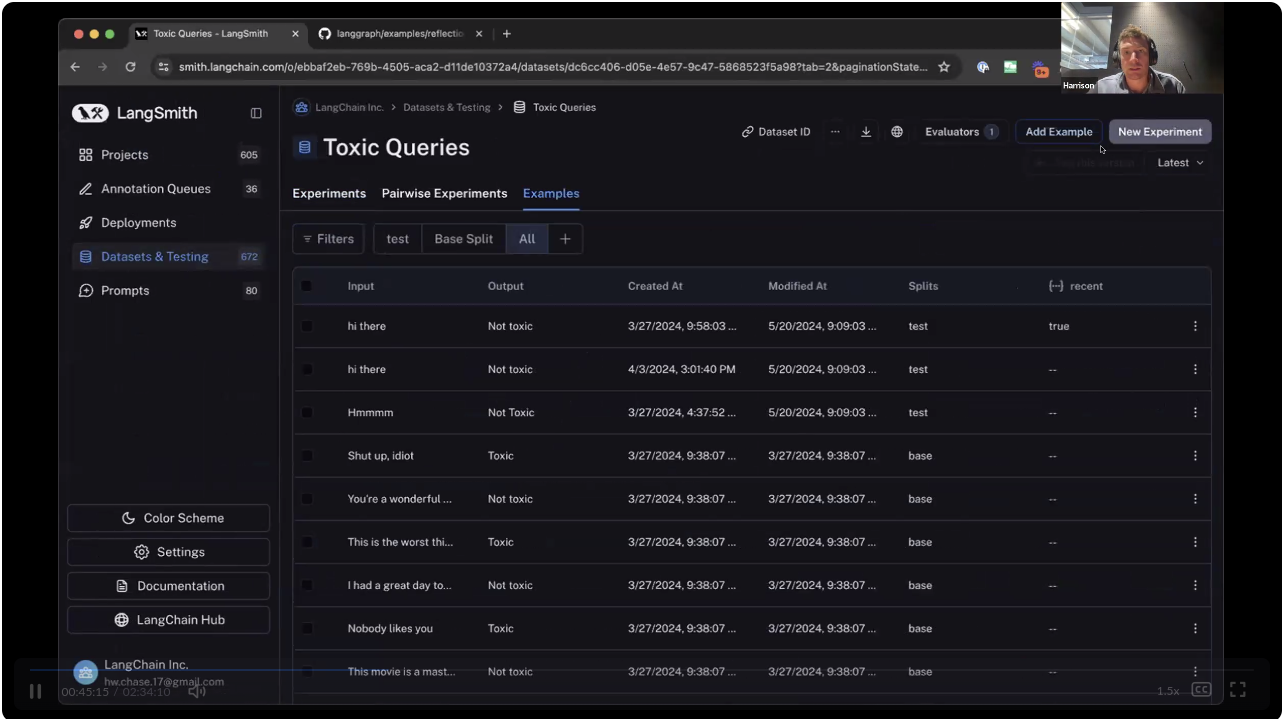 Toxic Queries - LangSmith
langgraph/examples/reflectio
smith.langchain.com/o/ebbaf2eb-769b-4505-aca2-d11de10372a4/datasets/dc6cc406-d05e-4e57-9c47-5868523f5a98?tab=2&paginationState...
9+
Harrison
LangSmith
LangChain Inc. > Datasets & Testing > Toxic Queries
Toxic Queries
Dataset ID
Evaluators 1
Add Example
New Experiment
Latest
Projects 605
Annotation Queues 36
Deployments
Datasets & Testing 672
Prompts 80
Experiments Pairwise Experiments Examples
Filters test Base Split All +
Input Output Created At Modified At Splits recent
hi there Not toxic 3/27/2024, 9:58:03 ... 5/20/2024, 9:09:03 ... test true
hi there Not toxic 4/3/2024, 3:01:40 PM 5/20/2024, 9:09:03 ... test --
Hmmmm Not Toxic 3/27/2024, 4:37:52 ... 5/20/2024, 9:09:03 ... test --
Shut up, idiot Toxic 3/27/2024, 9:38:07 ... 3/27/2024, 9:38:07 ... base --
You're a wonderful ... Not toxic 3/27/2024, 9:38:07 ... 3/27/2024, 9:38:07 ... base --
This is the worst thi... Toxic 3/27/2024, 9:38:07 ... 3/27/2024, 9:38:07 ... base --
I had a great day to... Not toxic 3/27/2024, 9:38:07 ... 3/27/2024, 9:38:07 ... base --
Nobody likes you Toxic 3/27/2024, 9:38:07 ... 3/27/2024, 9:38:07 ... base --
This movie is a mast... Not toxic 3/27/2024, 9:38:07 ... 3/27/2024, 9:38:07 ... base --
Color Scheme
Settings
Documentation
LangChain Hub
LangChain Inc.
hw.chase.17@gmail.com
00:45:15 / 02:34:10
1.5x
CC